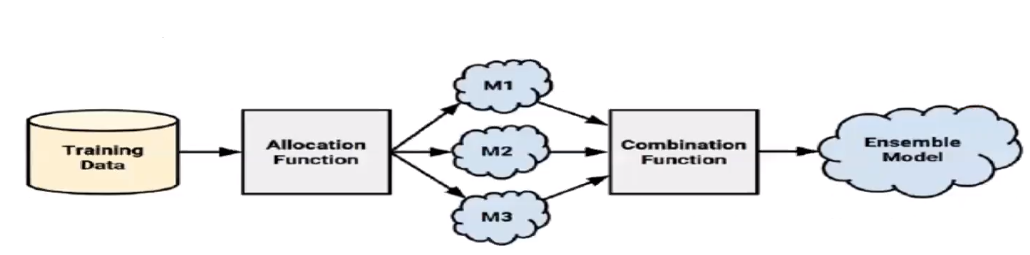 Training
Data
Allocation
Function
M1
M2
M3
Combination
Function
Ensemble
Model